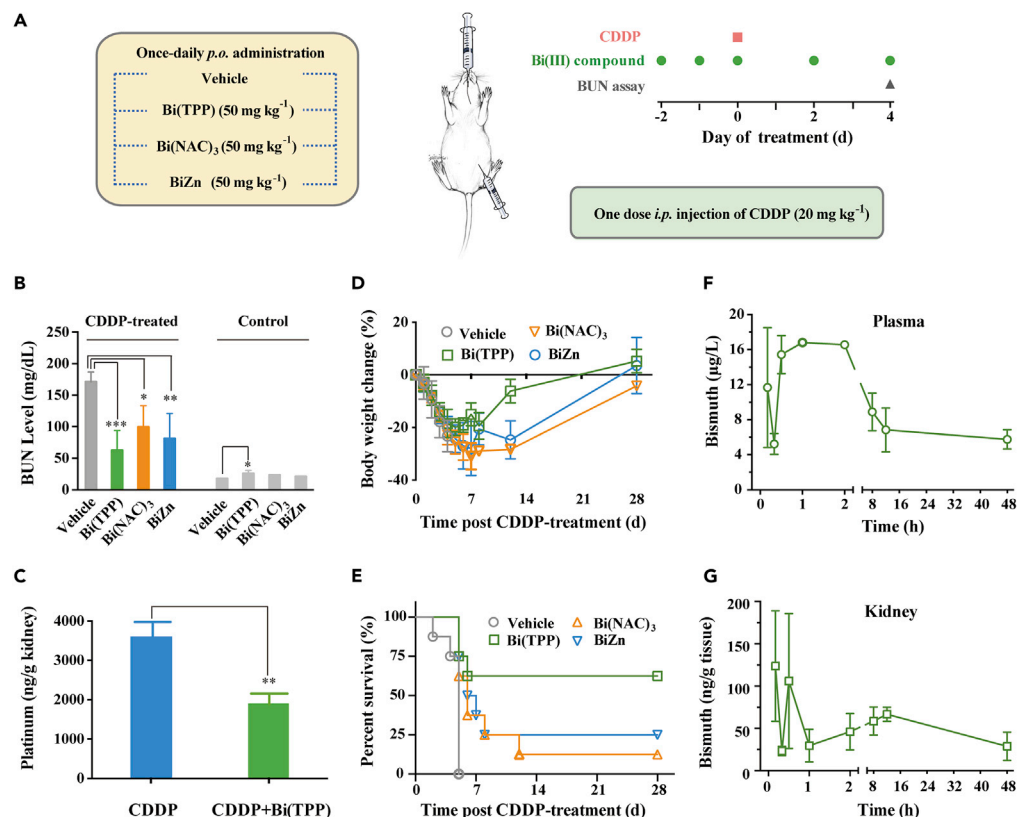 A
Once-daily p.o. administration
Vehicle
Bi(TPP) (50 mg kg⁻¹)
Bi(NAC)₃ (50 mg kg⁻¹)
BiZn (50 mg kg⁻¹)
CDDP
Bi(III) compound
BUN assay
-2 0 2 4
Day of treatment (d)
One dose i.p. injection of CDDP (20 mg kg⁻¹)
B
CDDP-treated Control
BUN Level (mg/dL)
250
200
150
100
50
0
***
*
**
*
Vehicle
Bi(TPP)
Bi(NAC)₃
BiZn
Vehicle
Bi(TPP)
Bi(NAC)₃
BiZn
C
Platinum (ng/g kidney)
4000
3000
2000
1000
0
**
CDDP CDDP+Bi(TPP)
D
Body weight change (%)
20
0
-20
-40
Vehicle Bi(NAC)₃
Bi(TPP) BiZn
0 7 14 21 28
Time post CDDP-treatment (d)
E
Percent survival (%)
100
75
50
25
0
Vehicle Bi(NAC)₃
Bi(TPP) BiZn
7 14 21 28
Time post CDDP-treatment (d)
F
Plasma
Bismuth (µg/L)
20
16
12
8
4
0
0 1 2 8 16 24 32 40 48
Time (h)
G
Kidney
Bismuth (ng/g tissue)
200
150
100
50
0
0 1 2 8 16 24 32 40 48
Time (h)